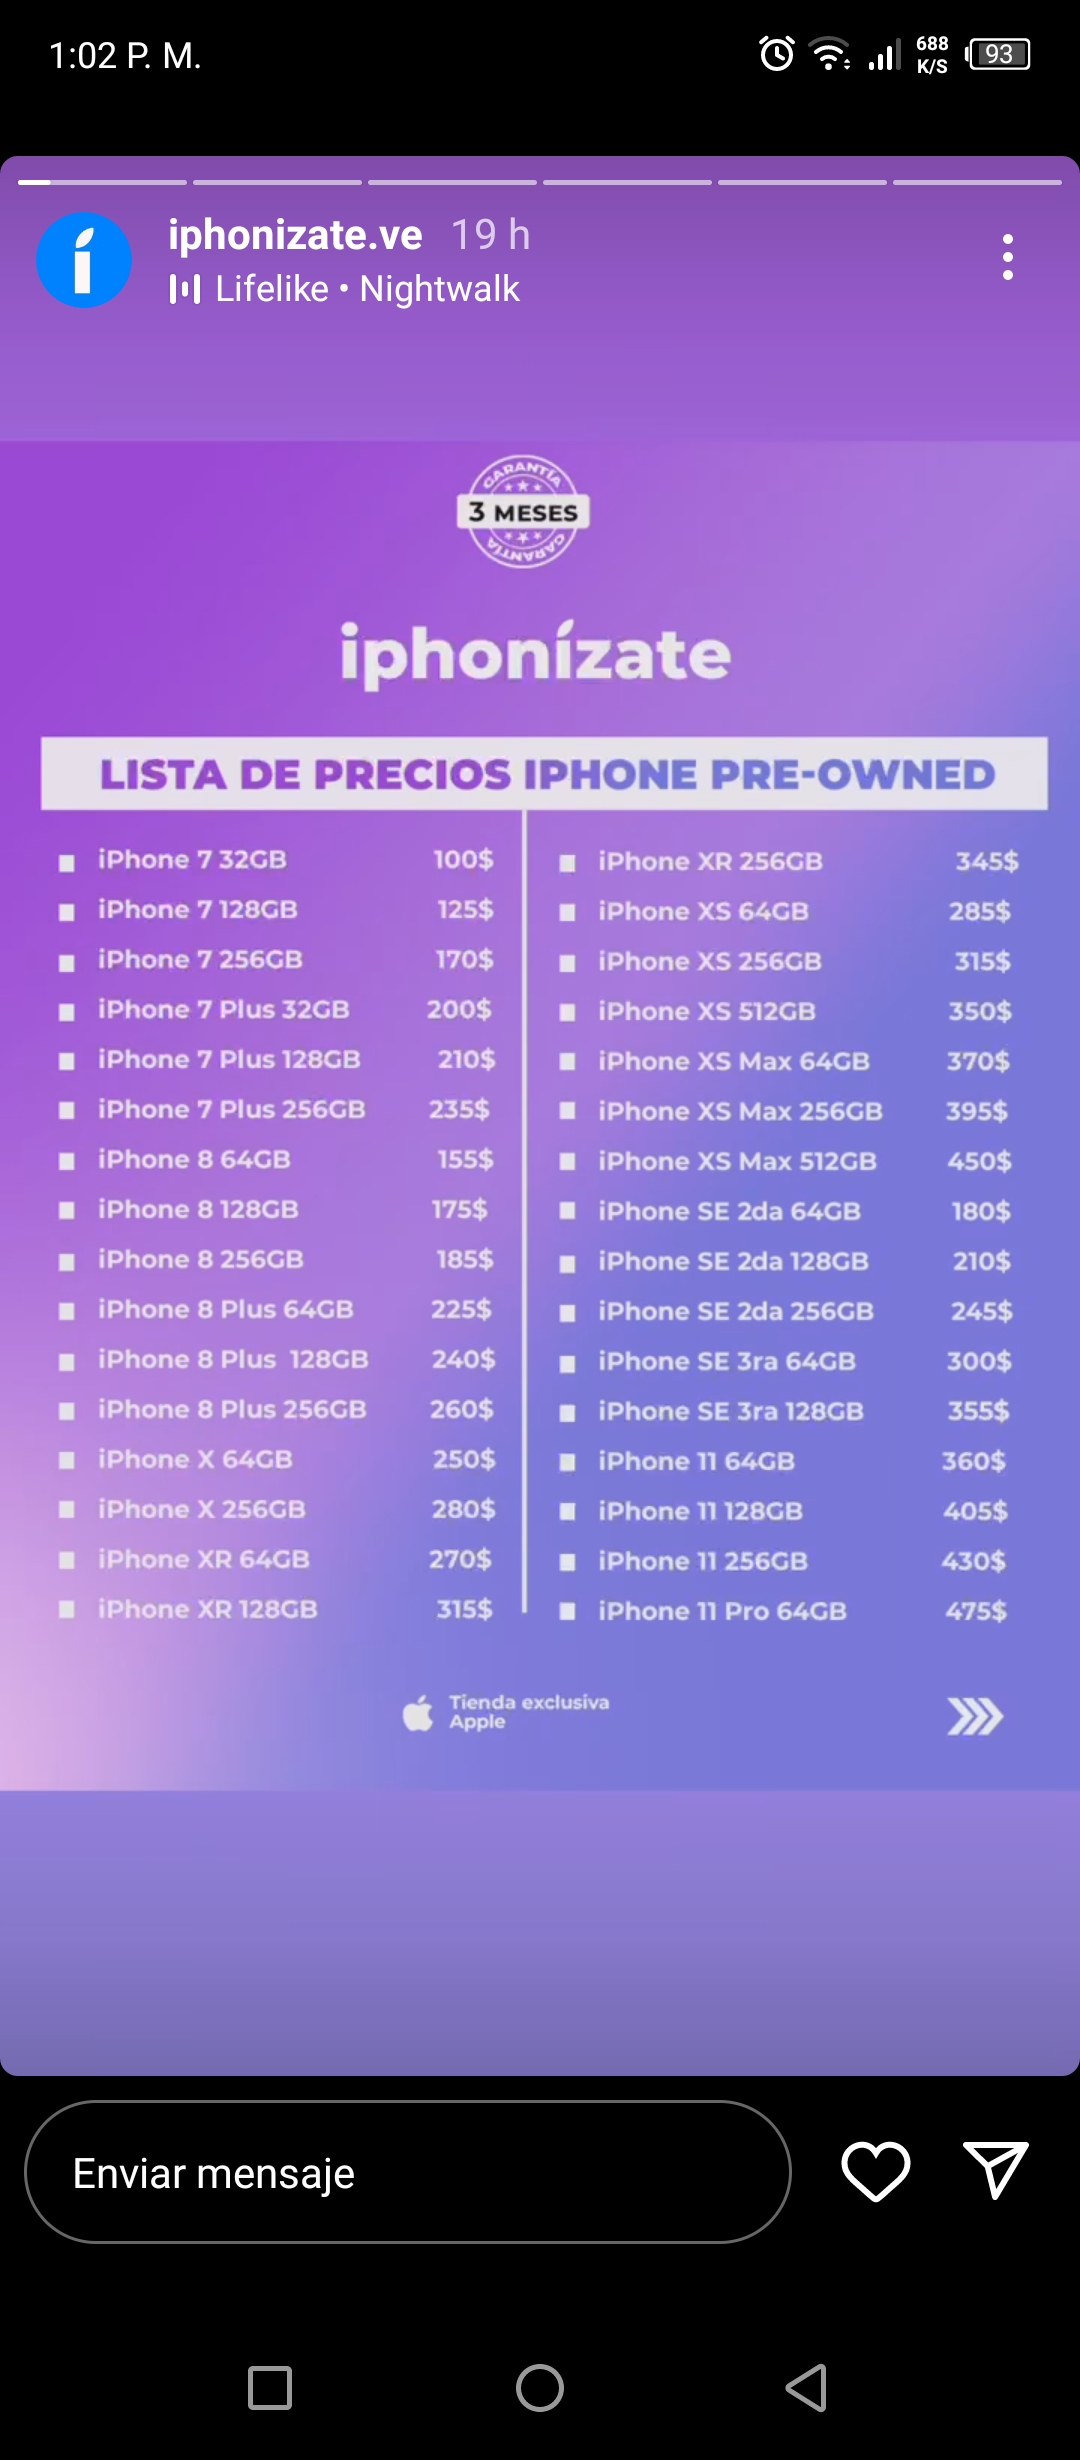 1:02 P. M.
688
K/S
93
iphonizate.ve 19 h
Lifelike • Nightwalk
GARANTÍA
3 MESES
GARANTÍA
iphonízate
LISTA DE PRECIOS IPHONE PRE-OWNED
iPhone 7 32GB 100$
iPhone 7 128GB 125$
iPhone 7 256GB 170$
iPhone 7 Plus 32GB 200$
iPhone 7 Plus 128GB 210$
iPhone 7 Plus 256GB 235$
iPhone 8 64GB 155$
iPhone 8 128GB 175$
iPhone 8 256GB 185$
iPhone 8 Plus 64GB 225$
iPhone 8 Plus 128GB 240$
iPhone 8 Plus 256GB 260$
iPhone X 64GB 250$
iPhone X 256GB 280$
iPhone XR 64GB 270$
iPhone XR 128GB 315$
iPhone XR 256GB 345$
iPhone XS 64GB 285$
iPhone XS 256GB 315$
iPhone XS 512GB 350$
iPhone XS Max 64GB 370$
iPhone XS Max 256GB 395$
iPhone XS Max 512GB 450$
iPhone SE 2da 64GB 180$
iPhone SE 2da 128GB 210$
iPhone SE 2da 256GB 245$
iPhone SE 3ra 64GB 300$
iPhone SE 3ra 128GB 355$
iPhone 11 64GB 360$
iPhone 11 128GB 405$
iPhone 11 256GB 430$
iPhone 11 Pro 64GB 475$
Tienda exclusiva
Apple
Enviar mensaje